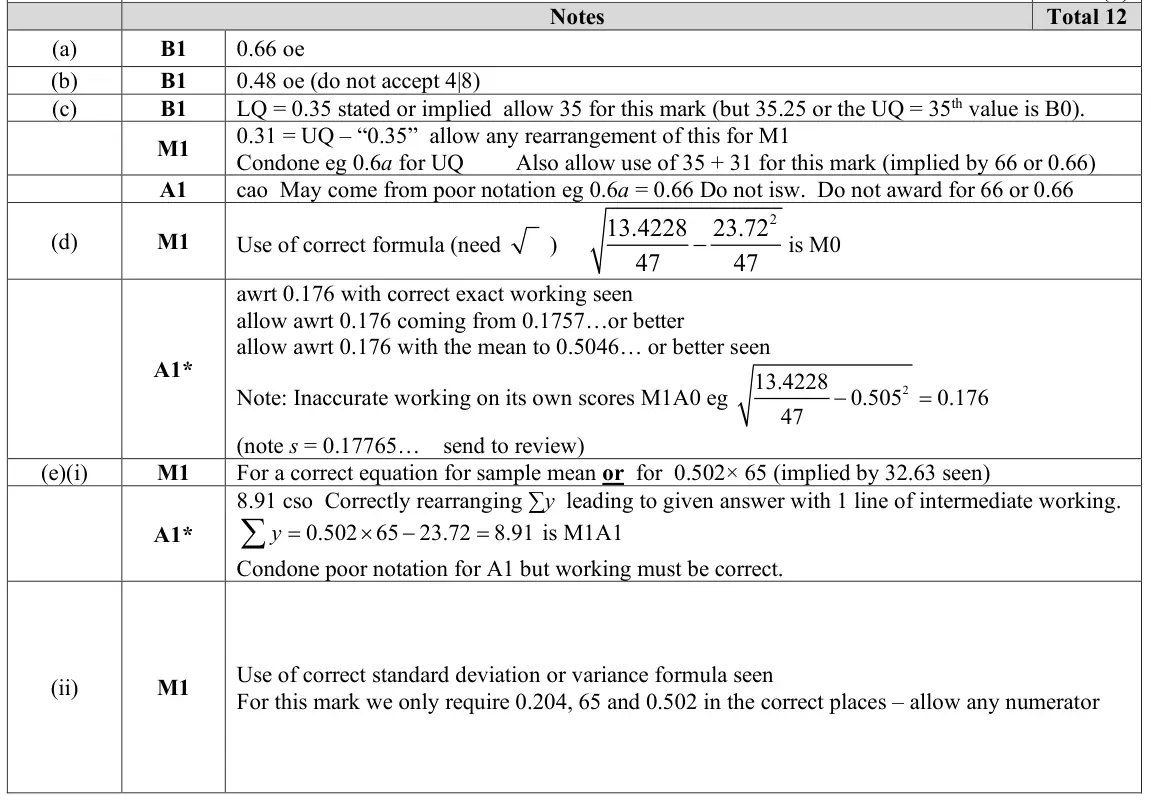 Notes Total 12
(a) B1 0.66 oe
(b) B1 0.48 oe (do not accept 4|8)
(c) B1 LQ = 0.35 stated or implied allow 35 for this mark (but 35.25 or the UQ = 35th value is B0).
M1 0.31 = UQ – “0.35” allow any rearrangement of this for M1
Condone eg 0.6a for UQ Also allow use of 35 + 31 for this mark (implied by 66 or 0.66)
A1 cao May come from poor notation eg 0.6a = 0.66 Do not isw. Do not award for 66 or 0.66
(d) M1 Use of correct formula (need √ ) √(13.4228/47 − 23.72²/47) is M0
A1* awrt 0.176 with correct exact working seen
allow awrt 0.176 coming from 0.1757…or better
allow awrt 0.176 with the mean to 0.5046… or better seen
Note: Inaccurate working on its own scores M1A0 eg √(13.4228/47 − 0.505²) = 0.176
(note s = 0.17765… send to review)
(e)(i) M1 For a correct equation for sample mean or for 0.502× 65 (implied by 32.63 seen)
A1* 8.91 cso Correctly rearranging ∑y leading to given answer with 1 line of intermediate working.
∑ y = 0.502 × 65 − 23.72 = 8.91 is M1A1
Condone poor notation for A1 but working must be correct.
(ii) M1 Use of correct standard deviation or variance formula seen
For this mark we only require 0.204, 65 and 0.502 in the correct places – allow any numerator